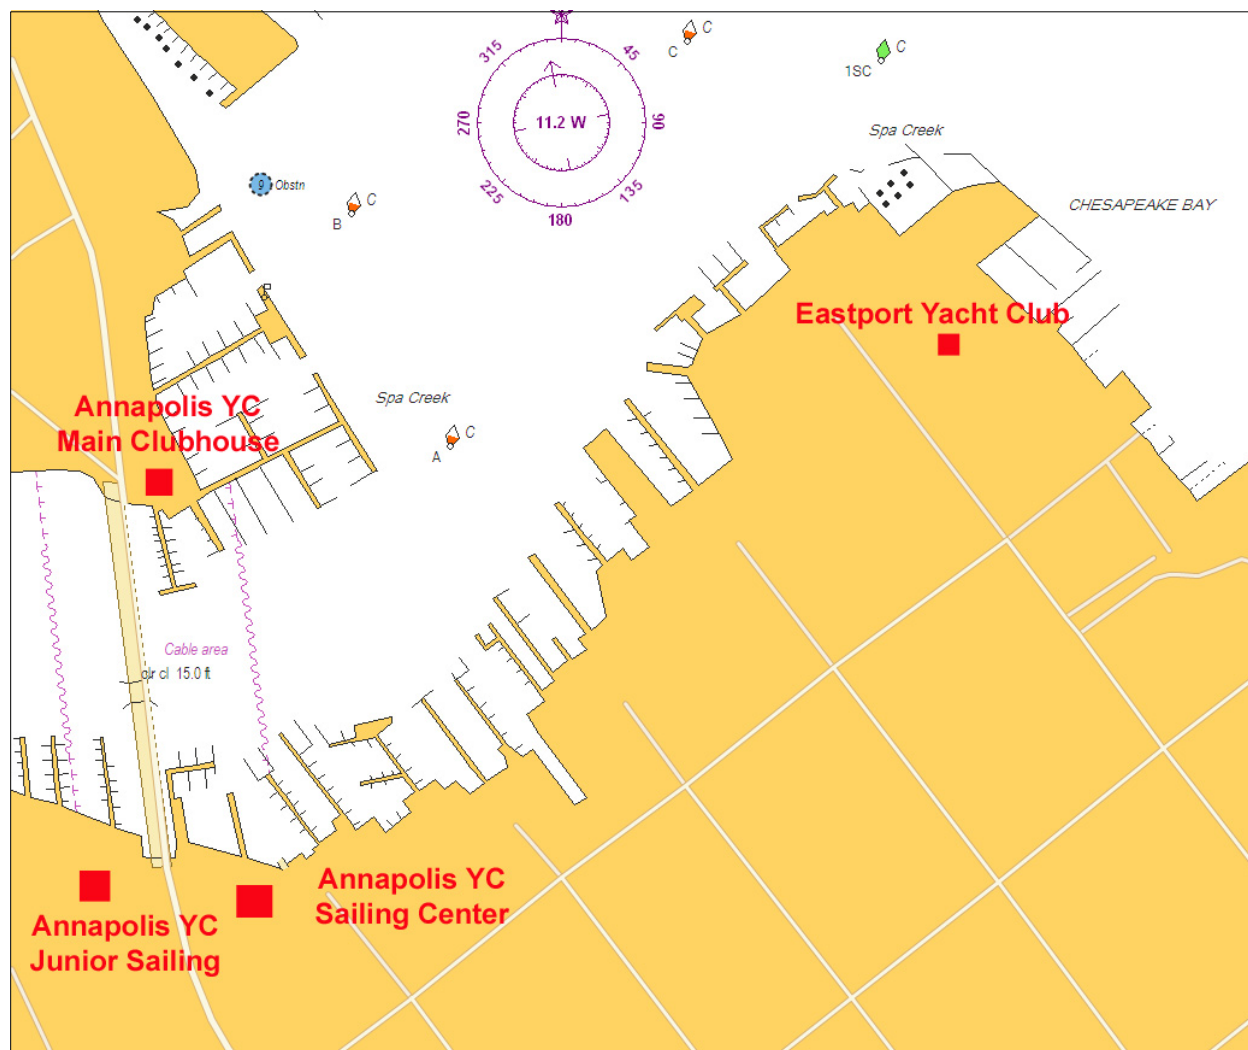 C
C
C
1SC
315
45
11.2 W
270
90
225
135
180
Spa Creek
CHESAPEAKE BAY
9 Obstn
C
B
Eastport Yacht Club
Annapolis YC
Main Clubhouse
Spa Creek
C
A
Cable area
clr cl 15.0 ft
Annapolis YC
Sailing Center
Annapolis YC
Junior Sailing